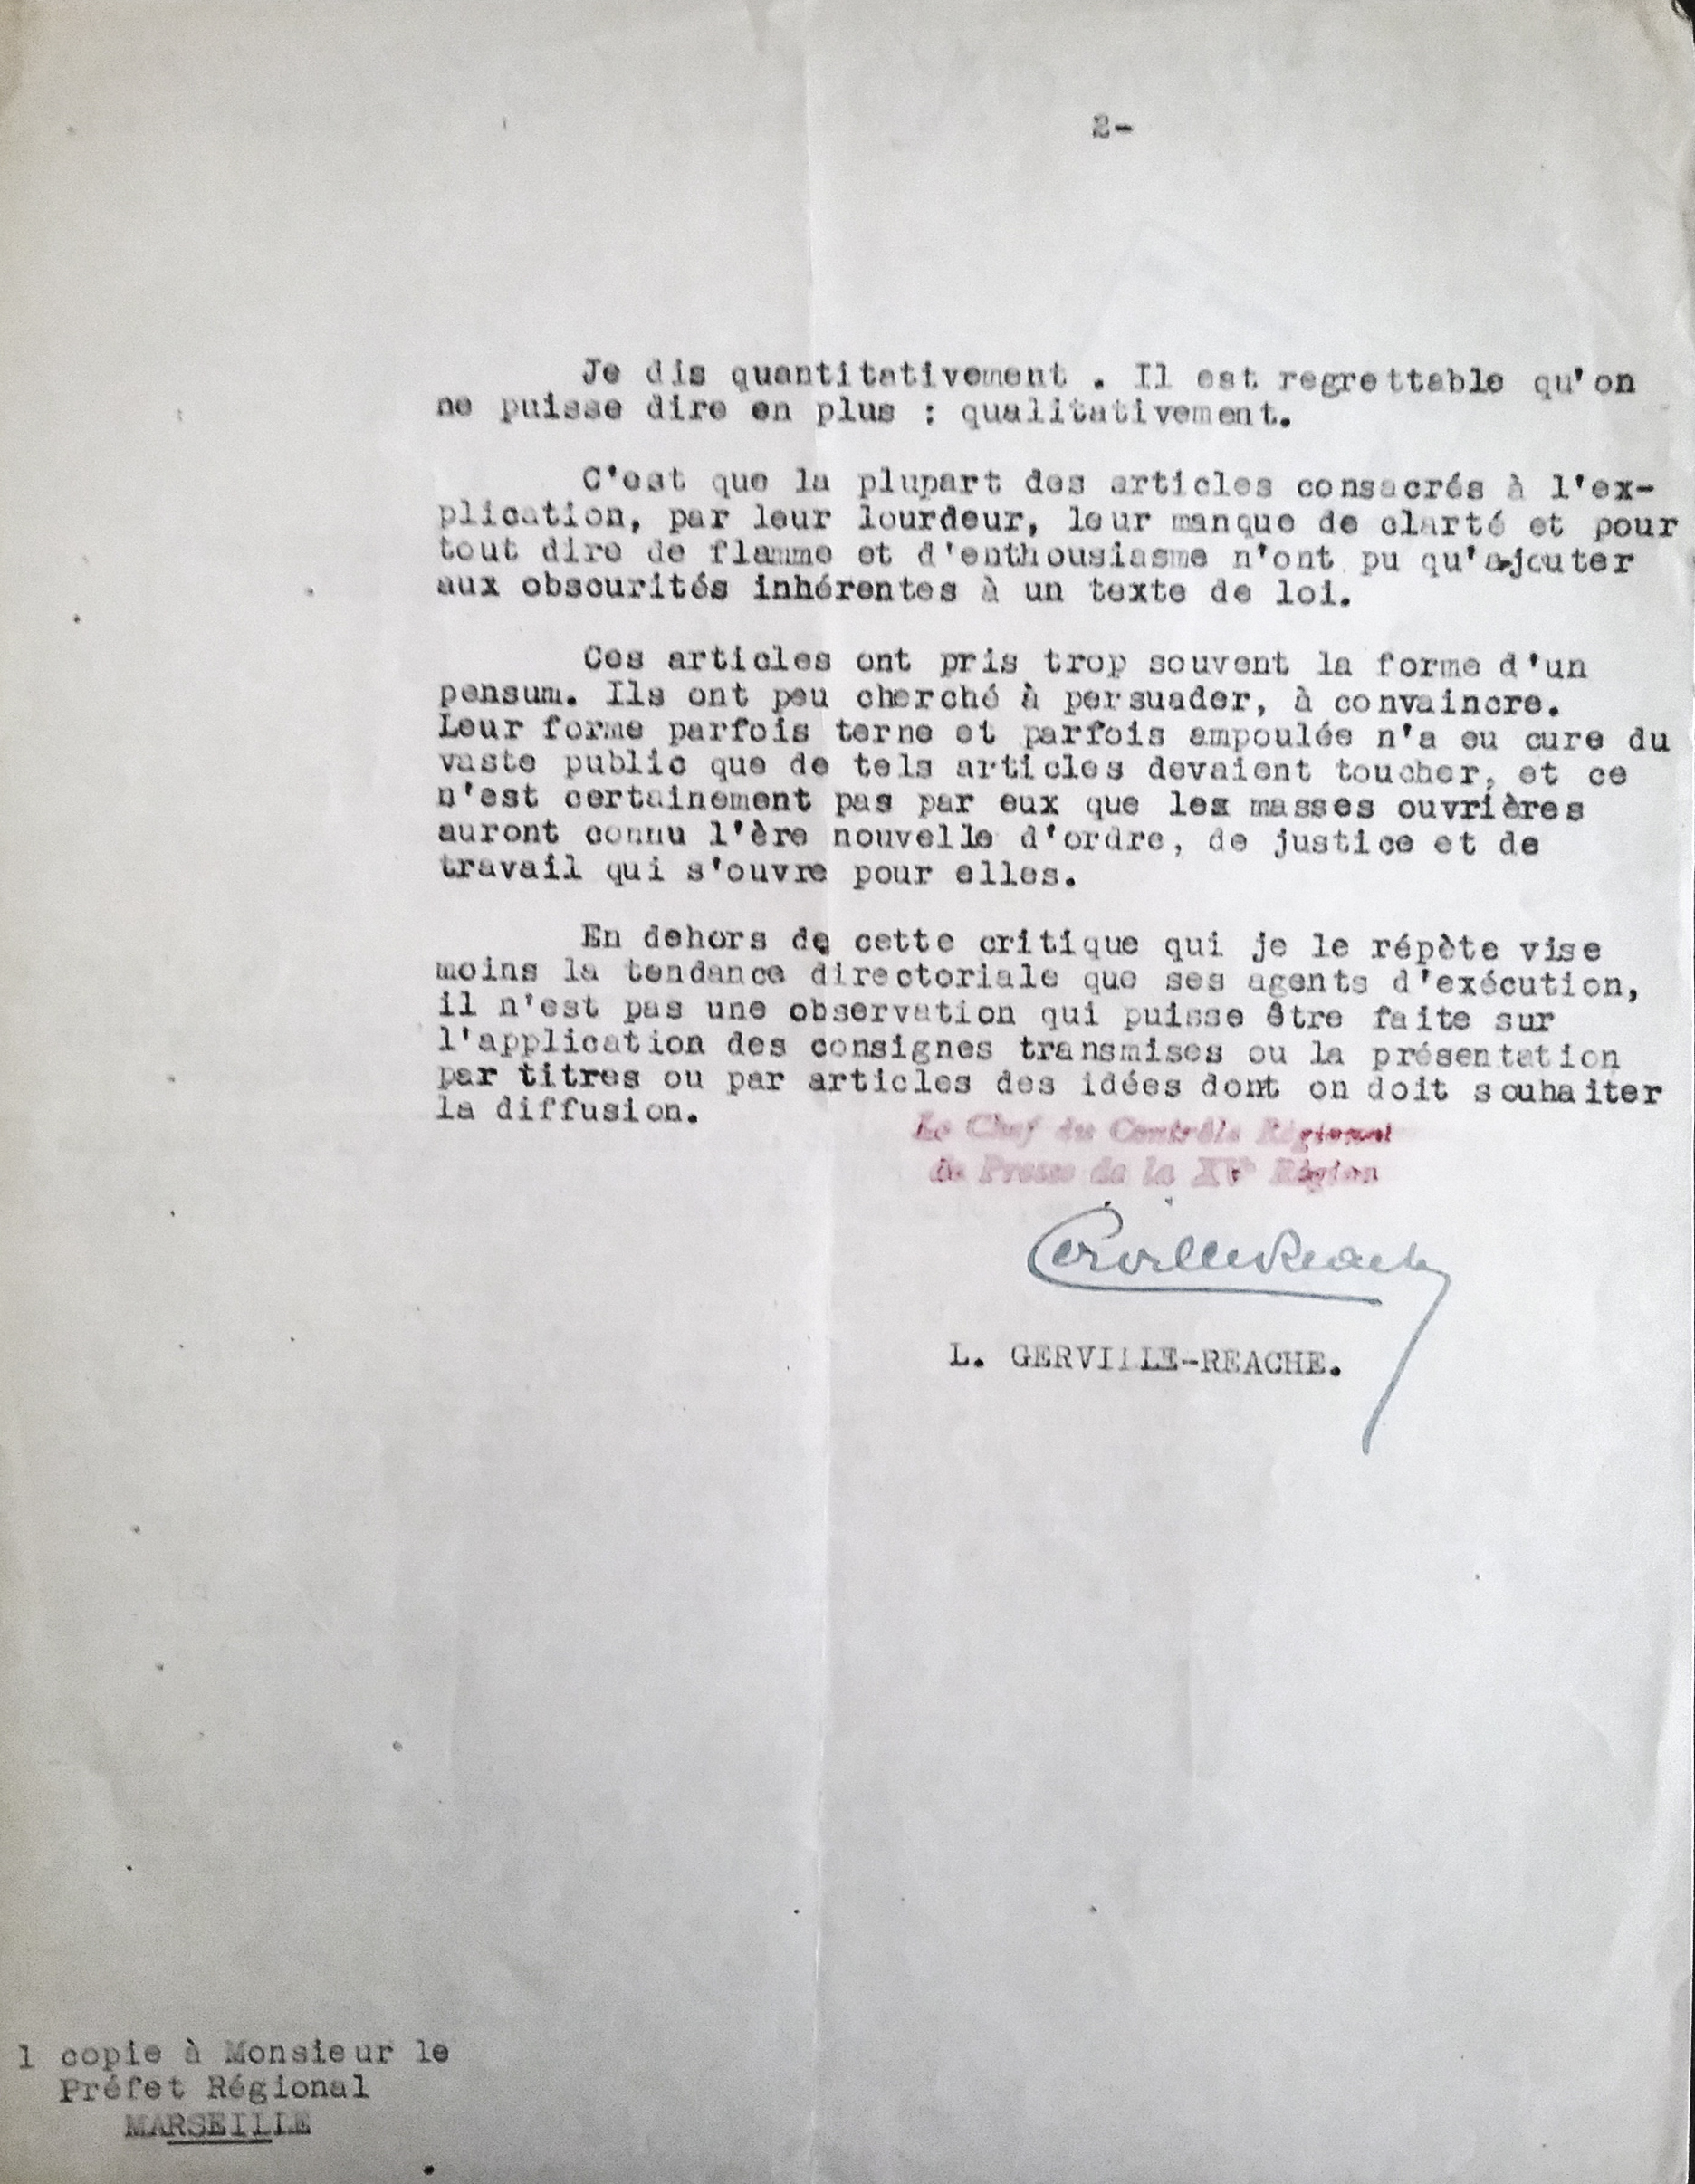 2-
Je dis quantitativement . Il est regrettable qu'on
ne puisse dire en plus : qualitativement.
C'est que la plupart des articles consacrés à l'ex-
plication, par leur lourdeur, leur manque de clarté et pour
tout dire de flamme et d'enthousiasme n'ont pu qu'ajouter
aux obscurités inhérentes à un texte de loi.
Ces articles ont pris trop souvent la forme d'un
pensum. Ils ont peu cherché à persuader, à convaincre.
Leur forme parfois terne et parfois ampoulée n'a eu cure du
vaste public que de tels articles devaient toucher, et ce
n'est certainement pas par eux que les masses ouvrières
auront connu l'ère nouvelle d'ordre, de justice et de
travail qui s'ouvre pour elles.
En dehors de cette critique qui je le répète vise
moins la tendance directoriale que ses agents d'exécution,
il n'est pas une observation qui puisse être faite sur
l'application des consignes transmises ou la présentation
par titres ou par articles des idées dont on doit souhaiter
la diffusion.
Le Chef du Contrôle Régional
de Presse de la XVe Région
Gerville Reache
L. GERVILLE-REACHE.
1 copie à Monsieur le
Préfet Régional
MARSEILLE